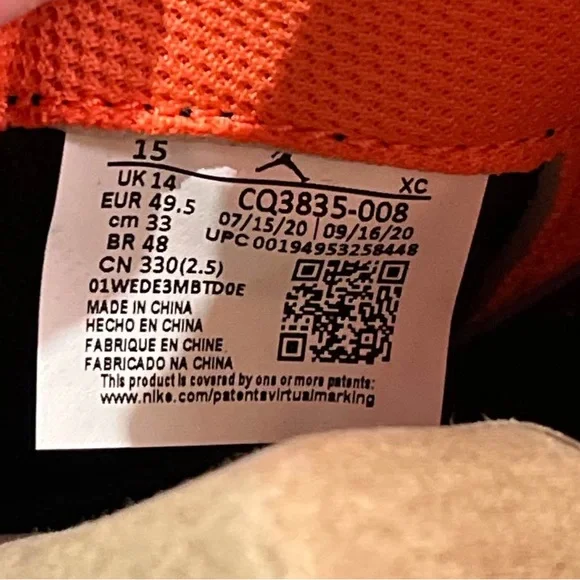 15
XC
UK 14
EUR 49.5
cm 33
BR 48
CN 330(2.5)
CQ3835-008
07/15/20 | 09/16/20
UPC 00194953258448
01WEDE3MBTD0E
MADE IN CHINA
HECHO EN CHINA
FABRIQUE EN CHINE
FABRICADO NA CHINA
This product is covered by one or more patents:
www.nike.com/patentsvirtualmarking